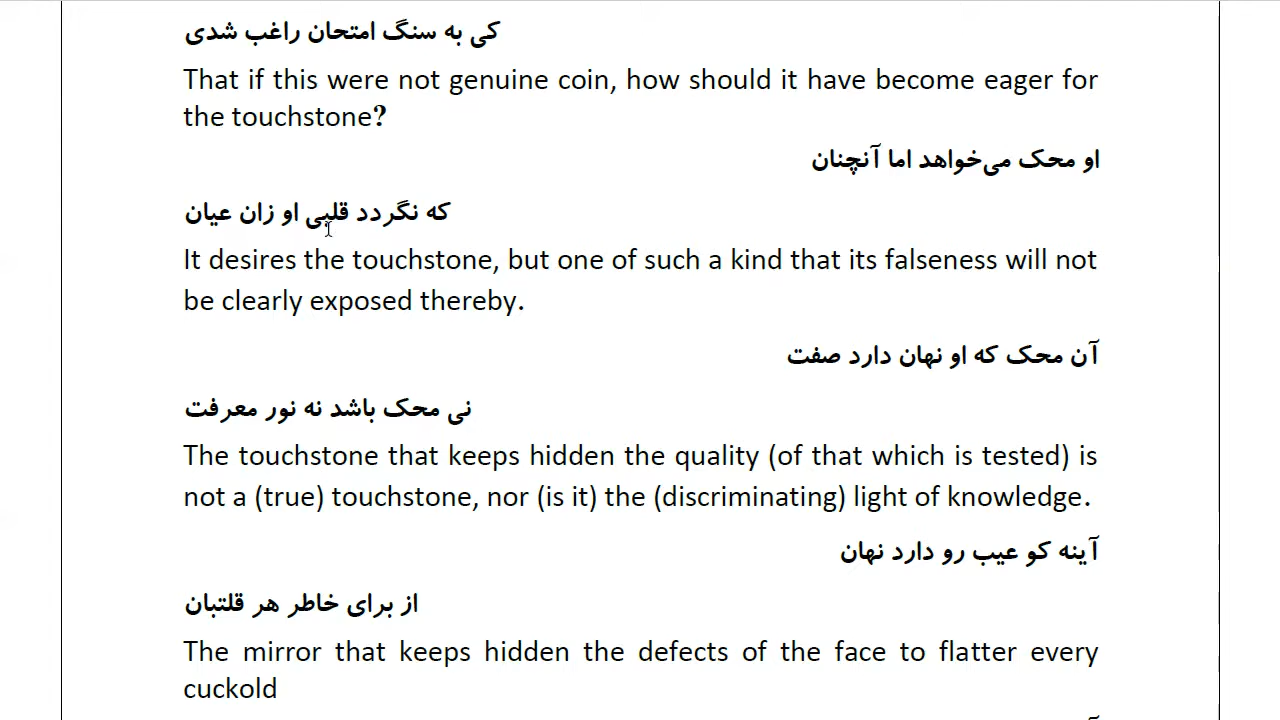 کی به سنگ امتحان راغب شدی
That if this were not genuine coin, how should it have become eager for
the touchstone?
او محک می‌خواهد اما آنچنان
که نگردد قلبی او زان عیان
It desires the touchstone, but one of such a kind that its falseness will not
be clearly exposed thereby.
آن محک که او نهان دارد صفت
نی محک باشد نه نور معرفت
The touchstone that keeps hidden the quality (of that which is tested) is
not a (true) touchstone, nor (is it) the (discriminating) light of knowledge.
آینه کو عیب رو دارد نهان
از برای خاطر هر قلتبان
The mirror that keeps hidden the defects of the face to flatter every
cuckold